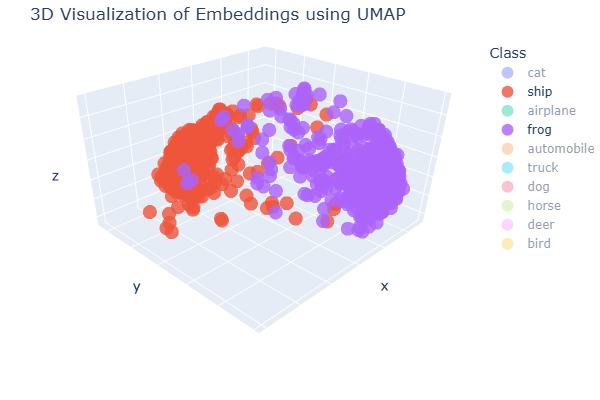 3D Visualization of Embeddings using UMAP
Class
cat
ship
airplane
frog
automobile
truck
dog
horse
deer
bird
z
y
x